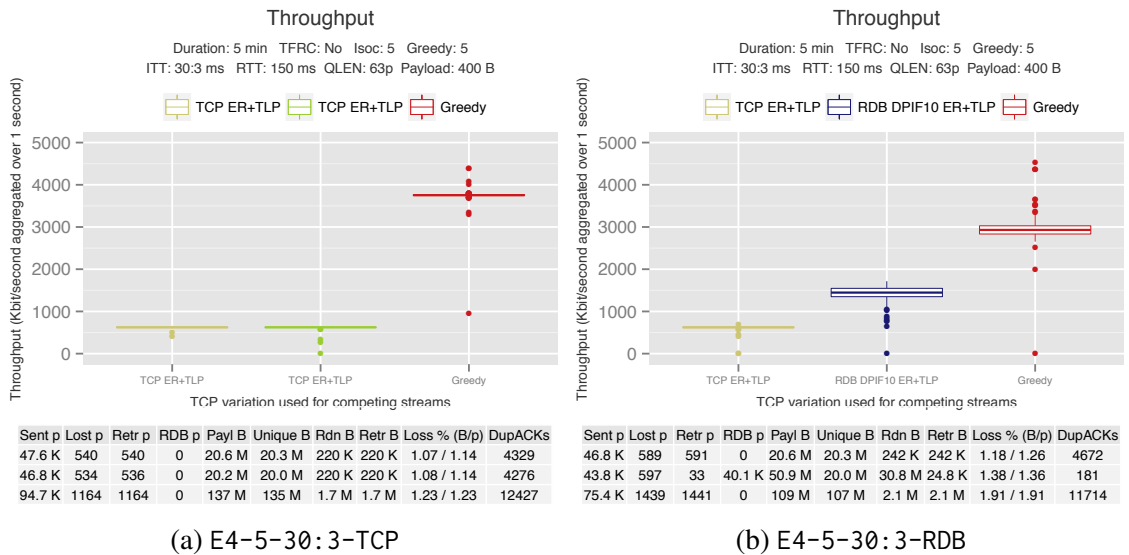 Throughput
Duration: 5 min TFRC: No Isoc: 5 Greedy: 5
ITT: 30:3 ms RTT: 150 ms QLEN: 63p Payload: 400 B
TCP ER+TLP TCP ER+TLP Greedy
Throughput (Kbit/second aggregated over 1 second)
5000
4000
3000
2000
1000
0
TCP ER+TLP TCP ER+TLP Greedy
TCP variation used for competing streams
Sent p Lost p Retr p RDB p Payl B Unique B Rdn B Retr B Loss % (B/p) DupACKs
47.6 K 540 540 0 20.6 M 20.3 M 220 K 220 K 1.07 / 1.14 4329
46.8 K 534 536 0 20.2 M 20.0 M 220 K 220 K 1.08 / 1.14 4276
94.7 K 1164 1164 0 137 M 135 M 1.7 M 1.7 M 1.23 / 1.23 12427
(a) E4-5-30:3-TCP
Throughput
Duration: 5 min TFRC: No Isoc: 5 Greedy: 5
ITT: 30:3 ms RTT: 150 ms QLEN: 63p Payload: 400 B
TCP ER+TLP RDB DPIF10 ER+TLP Greedy
Throughput (Kbit/second aggregated over 1 second)
5000
4000
3000
2000
1000
0
TCP ER+TLP RDB DPIF10 ER+TLP Greedy
TCP variation used for competing streams
Sent p Lost p Retr p RDB p Payl B Unique B Rdn B Retr B Loss % (B/p) DupACKs
46.8 K 589 591 0 20.6 M 20.3 M 242 K 242 K 1.18 / 1.26 4672
43.8 K 597 33 40.1 K 50.9 M 20.0 M 30.8 M 24.8 K 1.38 / 1.36 181
75.4 K 1439 1441 0 109 M 107 M 2.1 M 2.1 M 1.91 / 1.91 11714
(b) E4-5-30:3-RDB